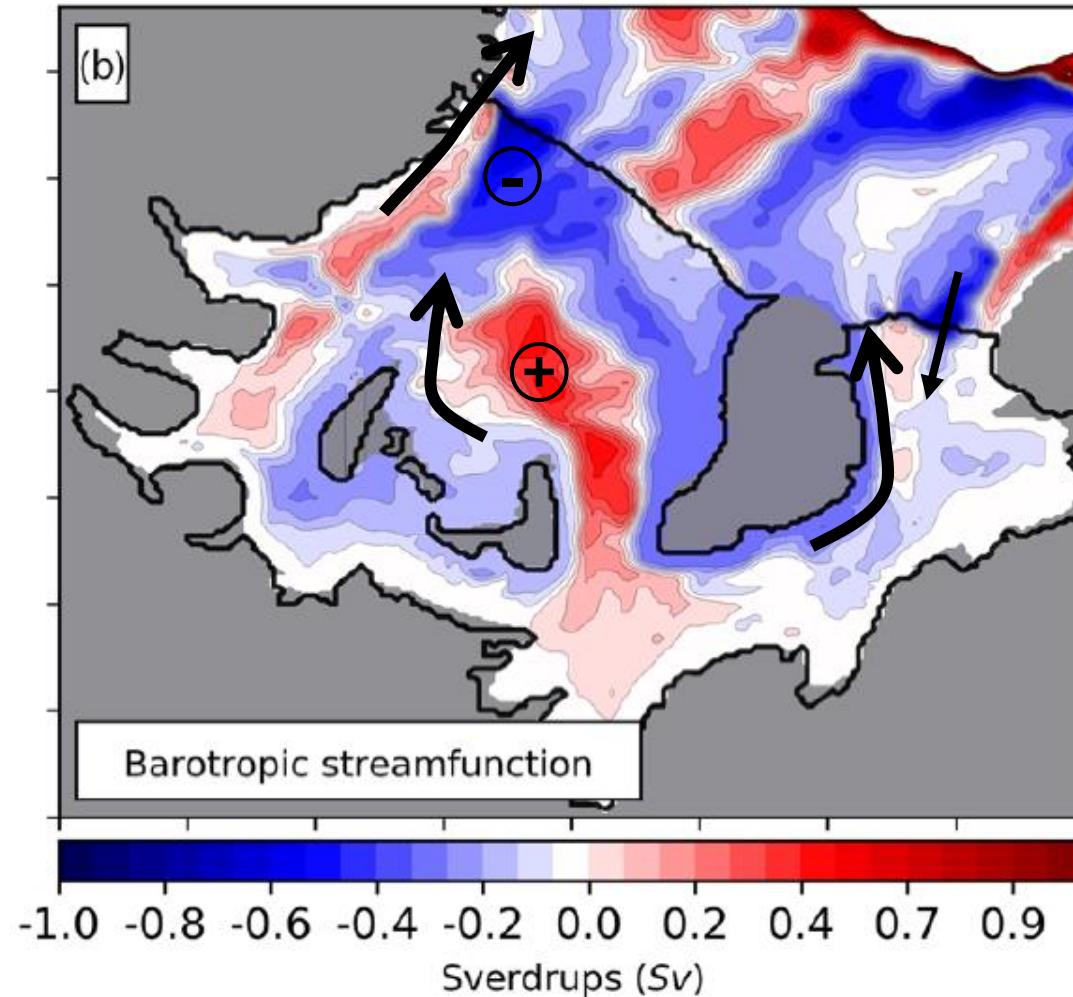 (b)
-
+
Barotropic streamfunction
-1.0 -0.8 -0.6 -0.4 -0.2 0.0 0.2 0.4 0.7 0.9
Sverdrups (Sv)